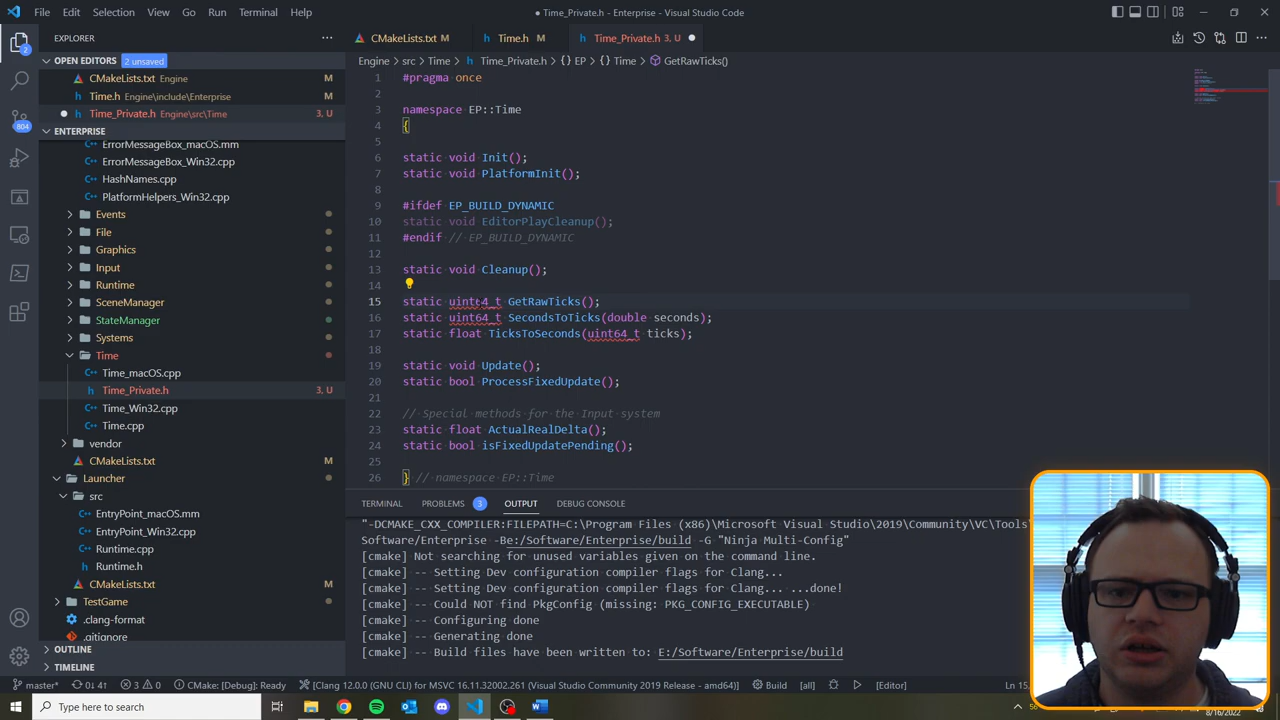 File Edit Selection View Go Run Terminal Help
● Time_Private.h - Enterprise - Visual Studio Code
EXPLORER
OPEN EDITORS 2 unsaved
CMakeLists.txt Engine M
Time.h Engine\include\Enterprise M
Time_Private.h Engine\src\Time 3, U
ENTERPRISE
ErrorMessageBox_macOS.mm
ErrorMessageBox_Win32.cpp
HashNames.cpp
PlatformHelpers_Win32.cpp
Events
File
Graphics
Input
Runtime
SceneManager
StateManager
Systems
Time
Time_macOS.cpp
Time_Private.h 3, U
Time_Win32.cpp
Time.cpp
vendor
CMakeLists.txt M
Launcher
src
EntryPoint_macOS.mm
EntryPoint_Win32.cpp
Runtime.cpp
Runtime.h
CMakeLists.txt M
TestGame
.clang-format
.gitignore
OUTLINE
TIMELINE
2
804
CMakeLists.txt M Time.h M Time_Private.h 3, U ●
Engine > src > Time > Time_Private.h > {} EP > {} Time > GetRawTicks()
1 #pragma once
2
3 namespace EP::Time
4 {
5
6 static void Init();
7 static void PlatformInit();
8
9 #ifdef EP_BUILD_DYNAMIC
10 static void EditorPlayCleanup();
11 #endif // EP_BUILD_DYNAMIC
12
13 static void Cleanup();
14
15 static uint64_t GetRawTicks();
16 static uint64_t SecondsToTicks(double seconds);
17 static float TicksToSeconds(uint64_t ticks);
18
19 static void Update();
20 static bool ProcessFixedUpdate();
21
22 // Special methods for the Input system
23 static float ActualRealDelta();
24 static bool isFixedUpdatePending();
25
26 } // namespace EP::Time
TERMINAL PROBLEMS 3 OUTPUT DEBUG CONSOLE
"-DCMAKE_CXX_COMPILER:FILEPATH=C:\Program Files (x86)\Microsoft Visual Studio\2019\Community\VC\Tools\
Software/Enterprise -Be:/Software/Enterprise/build -G "Ninja Multi-Config"
[cmake] Not searching for unused variables given on the command line.
[cmake] -- Setting Dev configuration compiler flags for Clang...
[cmake] -- Setting Dev configuration compiler flags for Clang... ...done!
[cmake] -- Could NOT find PkgConfig (missing: PKG_CONFIG_EXECUTABLE)
[cmake] -- Configuring done
[cmake] -- Generating done
[cmake] -- Build files have been written to: E:/Software/Enterprise/build
master* 0↓ 4↑ 3 0 CMake: [Debug]: Ready [Clang 12.0.0 (GNU CLI) for MSVC 16.11.32002.261 (Visual Studio Community 2019 Release - amd64)] Build [all] [Editor] Ln 15,
Type here to search
8/16/2022